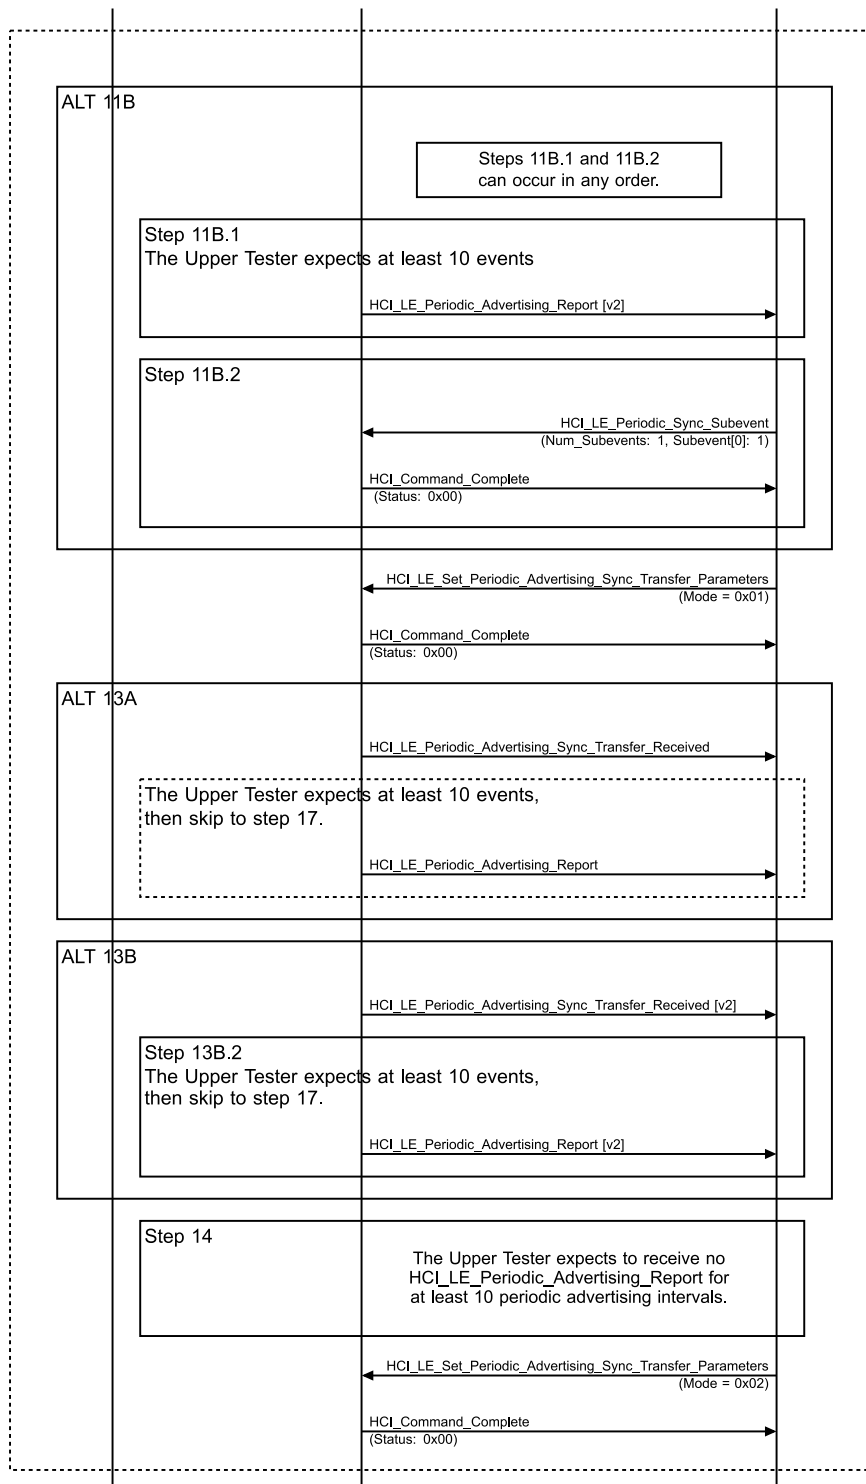 ALT 11B
Steps 11B.1 and 11B.2
can occur in any order.
Step 11B.1
The Upper Tester expects at least 10 events
HCI_LE_Periodic_Advertising_Report [v2]
Step 11B.2
HCI_LE_Periodic_Sync_Subevent
(Num_Subevents: 1, Subevent[0]: 1)
HCI_Command_Complete
(Status: 0x00)
HCI_LE_Set_Periodic_Advertising_Sync_Transfer_Parameters
(Mode = 0x01)
HCI_Command_Complete
(Status: 0x00)
ALT 13A
HCI_LE_Periodic_Advertising_Sync_Transfer_Received
The Upper Tester expects at least 10 events,
then skip to step 17.
HCI_LE_Periodic_Advertising_Report
ALT 13B
HCI_LE_Periodic_Advertising_Sync_Transfer_Received [v2]
Step 13B.2
The Upper Tester expects at least 10 events,
then skip to step 17.
HCI_LE_Periodic_Advertising_Report [v2]
Step 14
The Upper Tester expects to receive no
HCI_LE_Periodic_Advertising_Report for
at least 10 periodic advertising intervals.
HCI_LE_Set_Periodic_Advertising_Sync_Transfer_Parameters
(Mode = 0x02)
HCI_Command_Complete
(Status: 0x00)